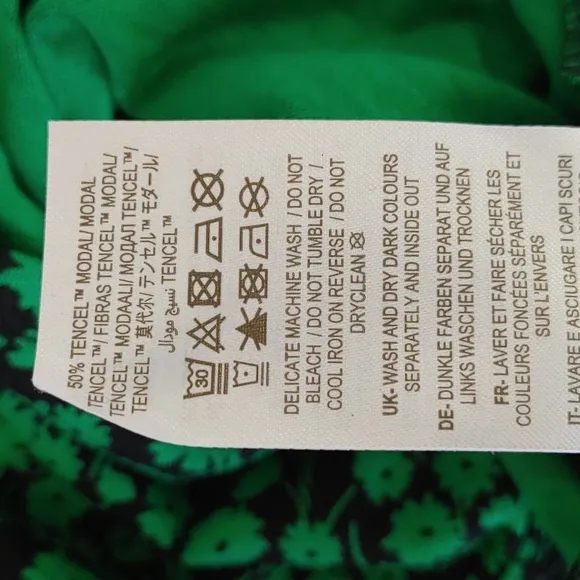 50% TENCEL™ MODAL/ MODAL
TENCEL™/ FIBRAS TENCEL™ MODAL/
TENCEL™ MODAALI/ МОДАЛ TENCEL™/
TENCEL™ 莫代尔/ テンセル™ モダール/
TENCEL™ نسيج مودال
30
DELICATE MACHINE WASH / DO NOT
BLEACH / DO NOT TUMBLE DRY /
COOL IRON ON REVERSE / DO NOT
DRYCLEAN
UK- WASH AND DRY DARK COLOURS
SEPARATELY AND INSIDE OUT
DE- DUNKLE FARBEN SEPARAT UND AUF
LINKS WASCHEN UND TROCKNEN
FR- LAVER ET FAIRE SÉCHER LES
COULEURS FONCÉES SÉPARÉMENT ET
SUR L'ENVERS
IT- LAVARE E ASCIUGARE I CAPI SCURI